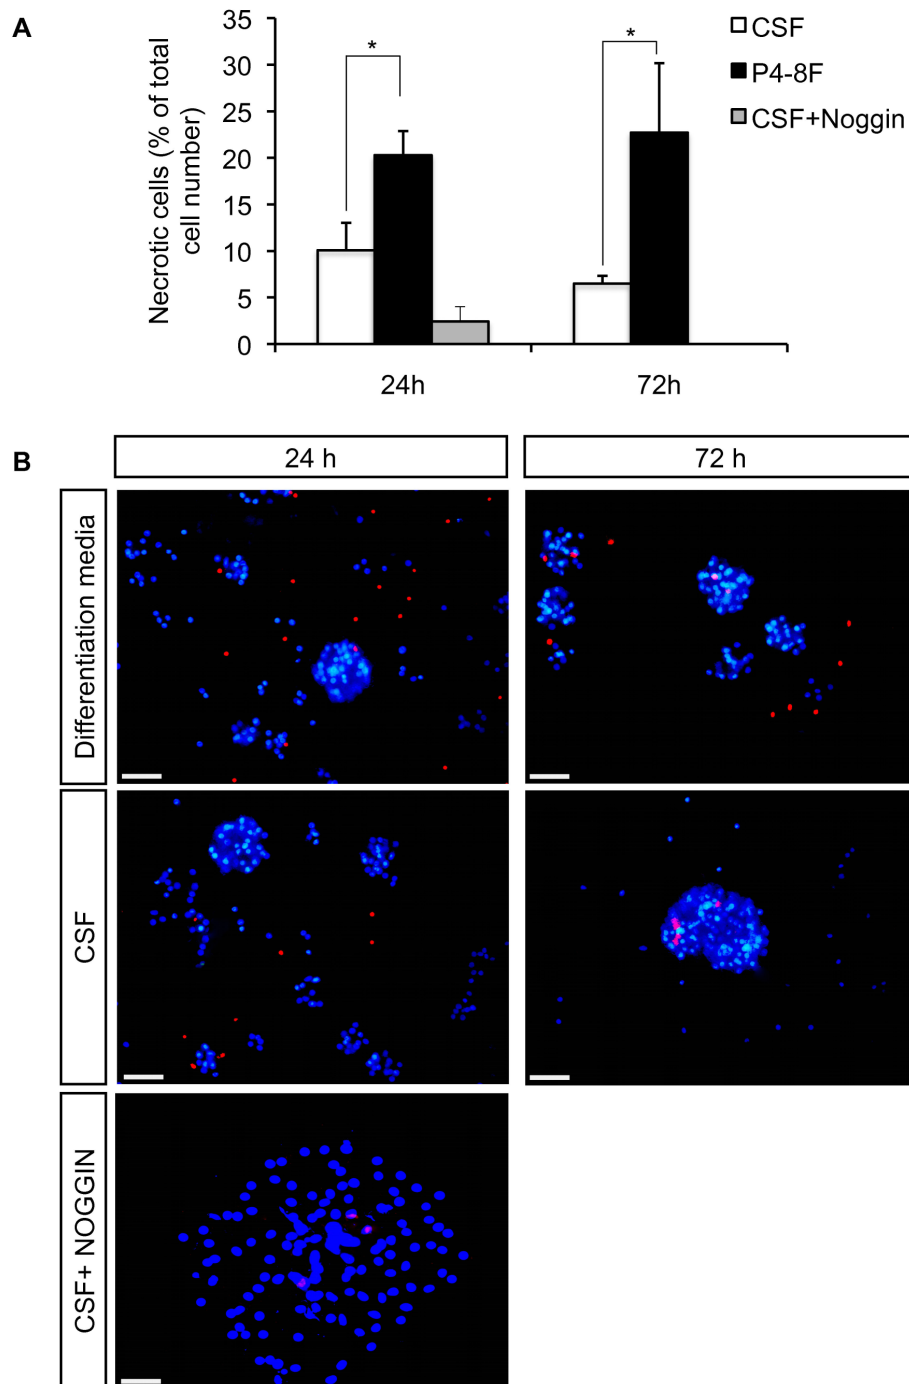 A
Necrotic cells (% of total
cell number)
35
30
25
20
15
10
5
0
*
*
24h
72h
CSF
P4-8F
CSF+Noggin
B
24 h
72 h
Differentiation media
CSF
CSF+ NOGGIN